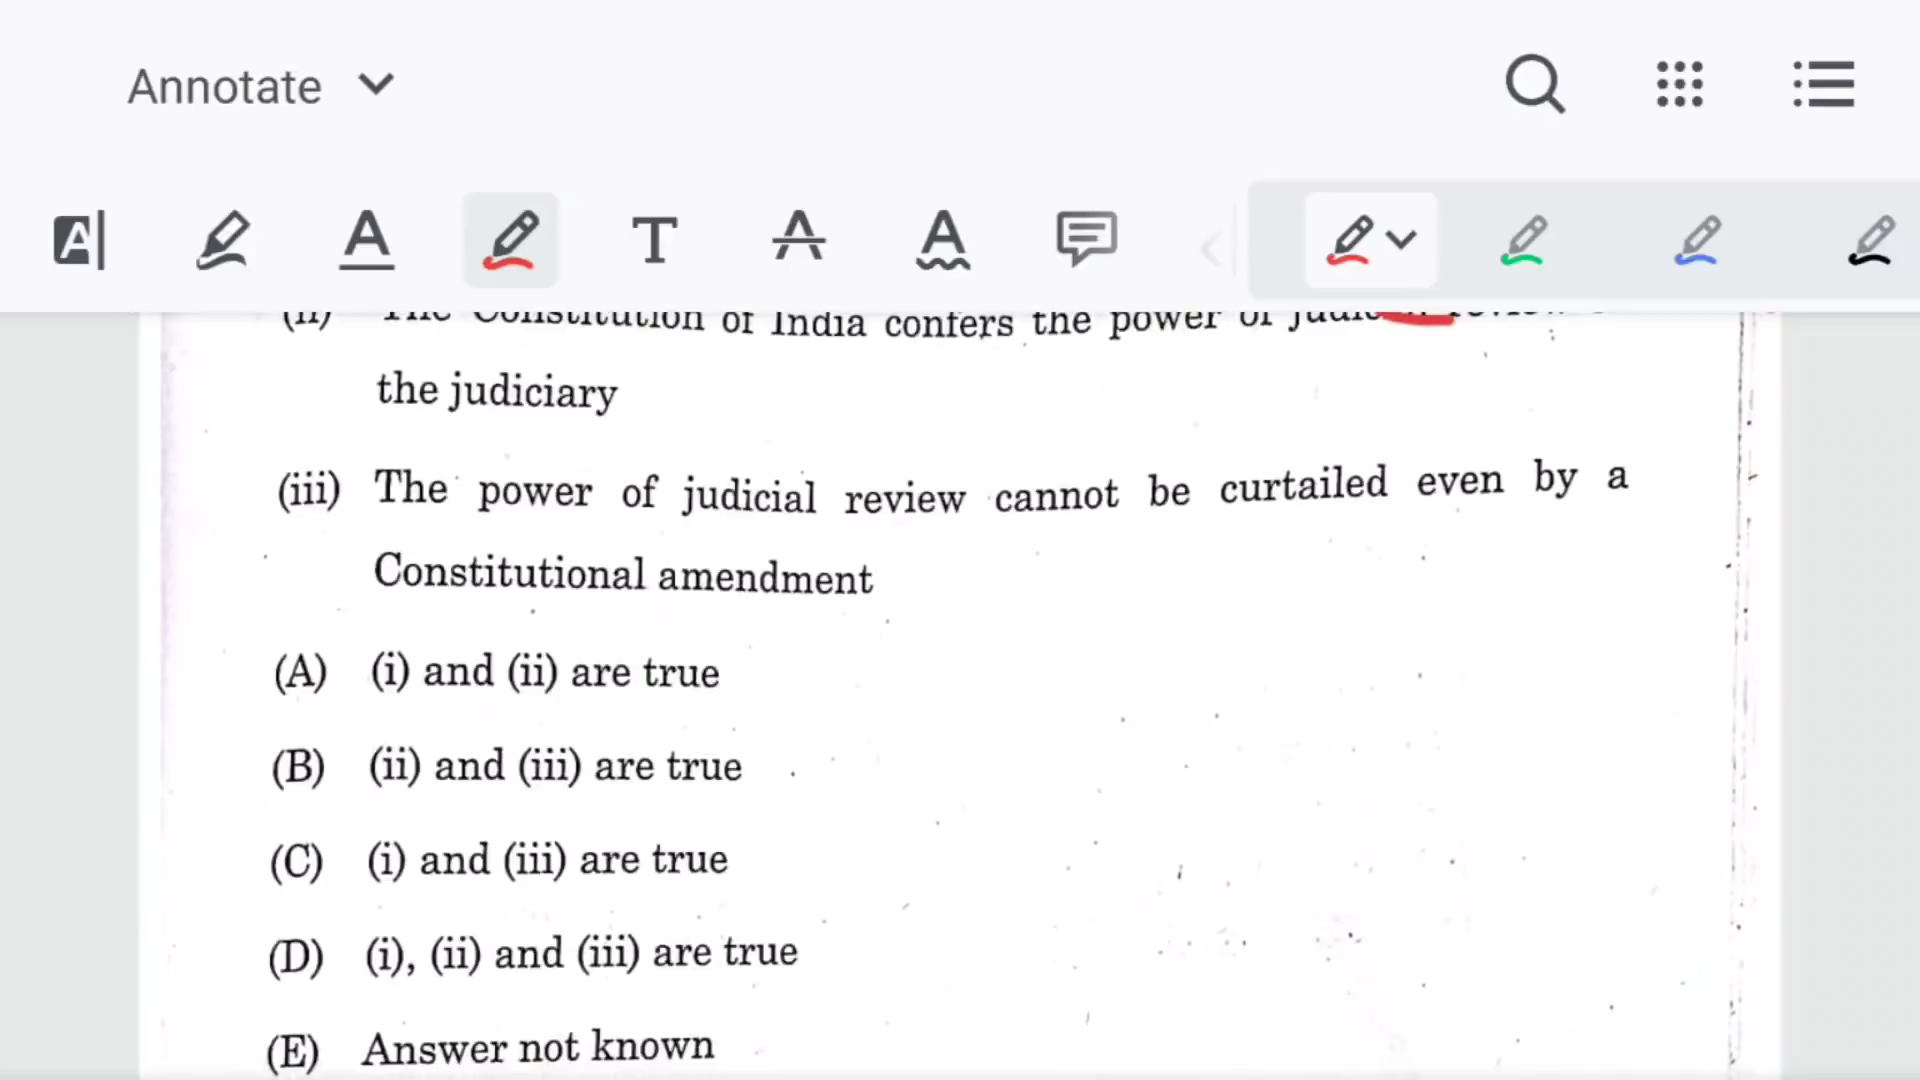 Annotate
(ii) The Constitution of India confers the power of judicial review
the judiciary
(iii) The power of judicial review cannot be curtailed even by a
Constitutional amendment
(A) (i) and (ii) are true
(B) (ii) and (iii) are true
(C) (i) and (iii) are true
(D) (i), (ii) and (iii) are true
(E) Answer not known